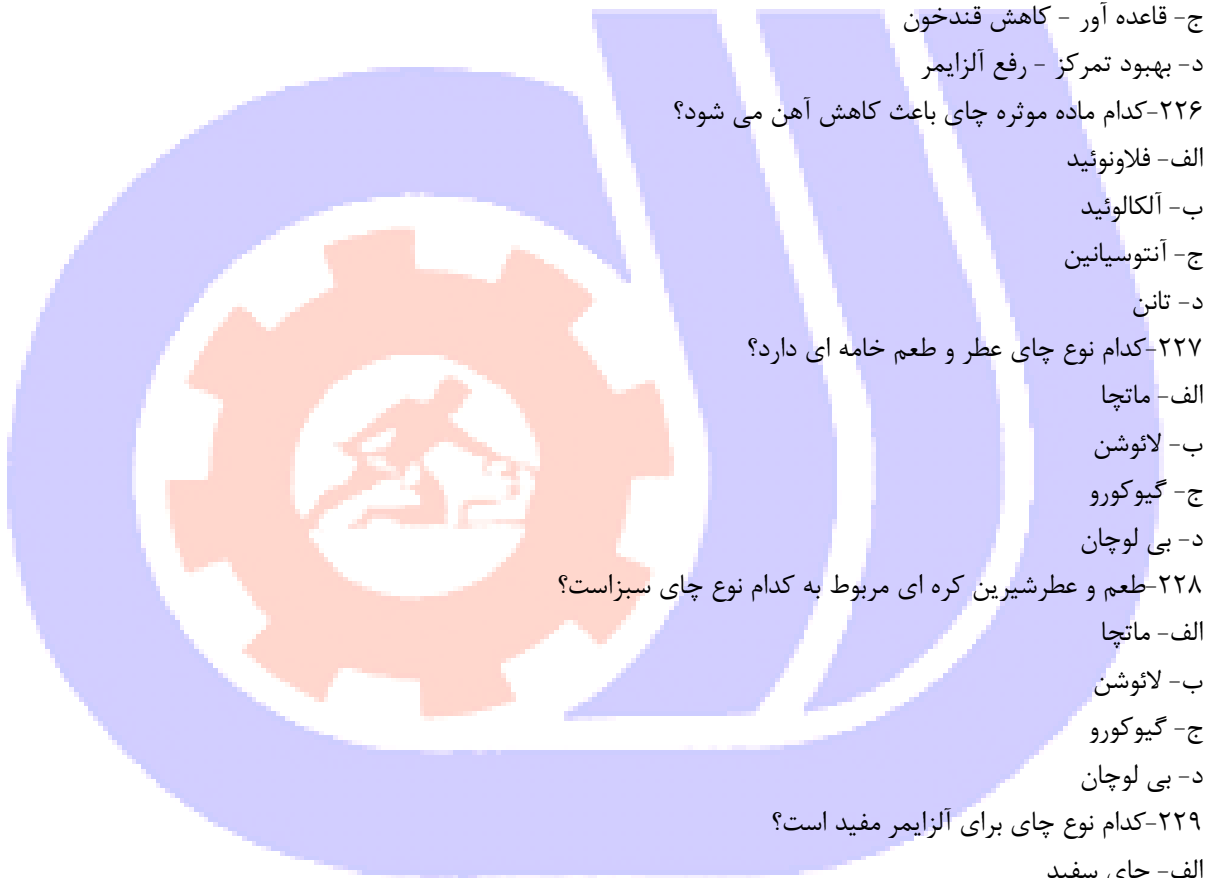 ج- قاعده آور - کاهش قندخون
د- بهبود تمرکز - رفع آلزایمر
۲۲۶-کدام ماده موثره چای باعث کاهش آهن می شود؟
الف- فلاونوئید
ب- آلکالوئید
ج- آنتوسیانین
د- تانن
۲۲۷-کدام نوع چای عطر و طعم خامه ای دارد؟
الف- ماتچا
ب- لائوشن
ج- گیوکورو
د- بی لوچان
۲۲۸-طعم و عطرشیرین کره ای مربوط به کدام نوع چای سبزاست؟
الف- ماتچا
ب- لائوشن
ج- گیوکورو
د- بی لوچان
۲۲۹-کدام نوع چای برای آلزایمر مفید است؟
الف- چای سفید